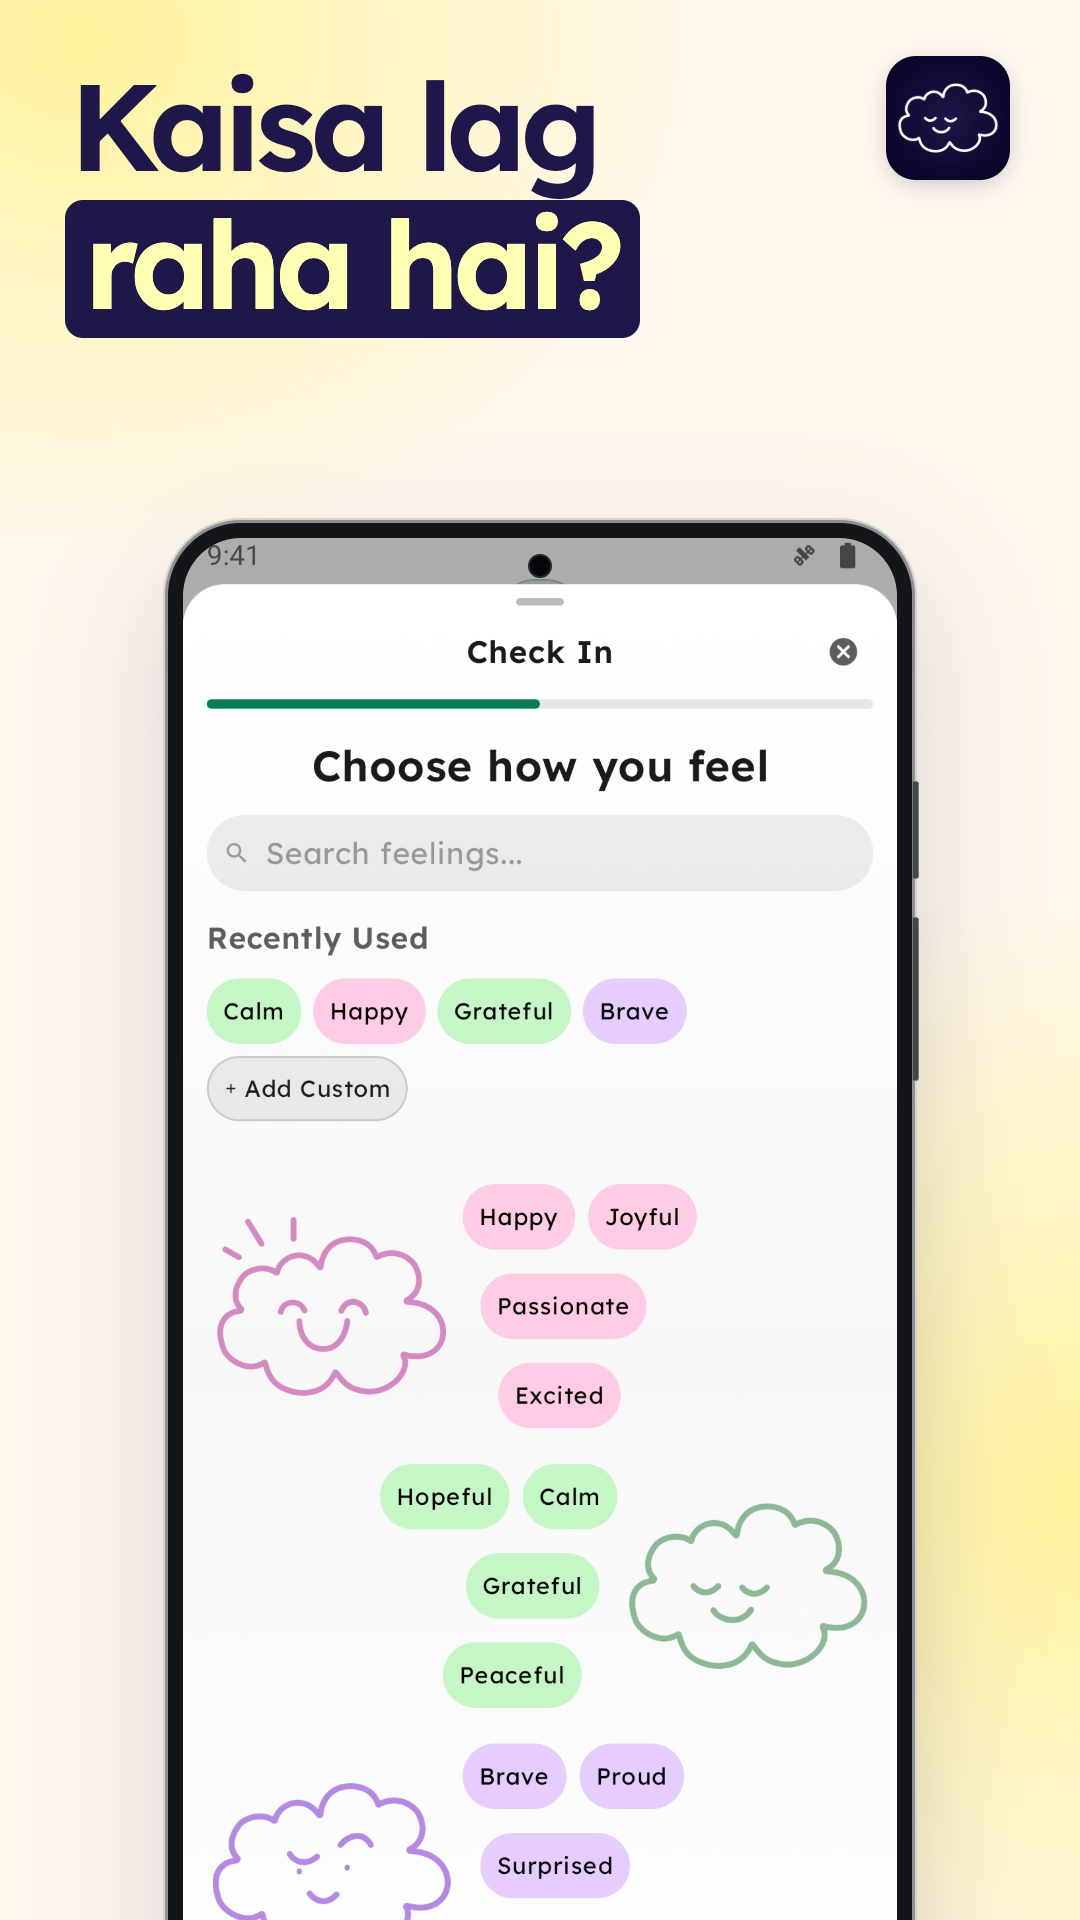 Kaisa lag
raha hai?
9:41
Check In
Choose how you feel
Search feelings...
Recently Used
Calm Happy Grateful Brave
+ Add Custom
Happy Joyful
Passionate
Excited
Hopeful Calm
Grateful
Peaceful
Brave Proud
Surprised